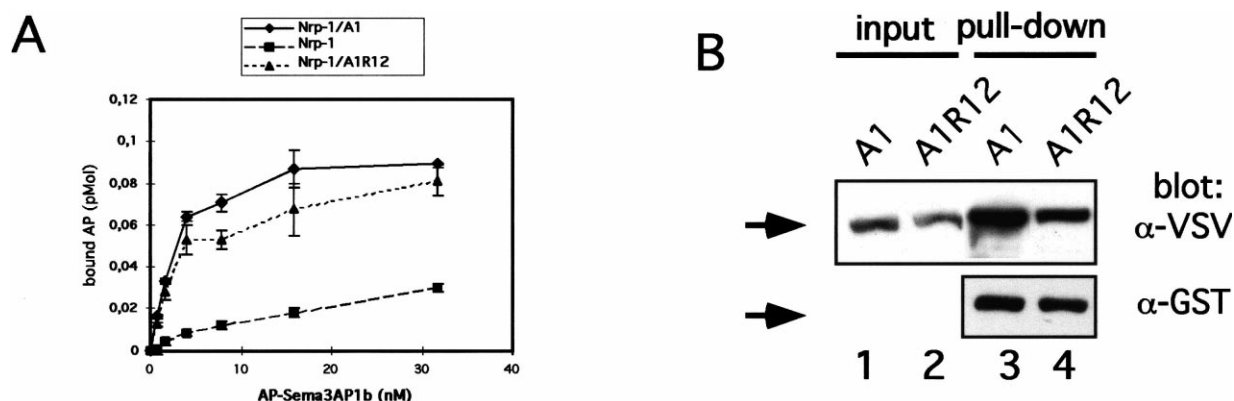 A
Nrp-1/A1
Nrp-1
Nrp-1/A1R12
0,12
0,1
0,08
0,06
0,04
0,02
0
bound AP (pMol)
0
10
20
30
40
AP-Sema3AP1b (nM)
B
input
pull-down
A1
A1R12
A1
A1R12
blot:
α-VSV
α-GST
1
2
3
4